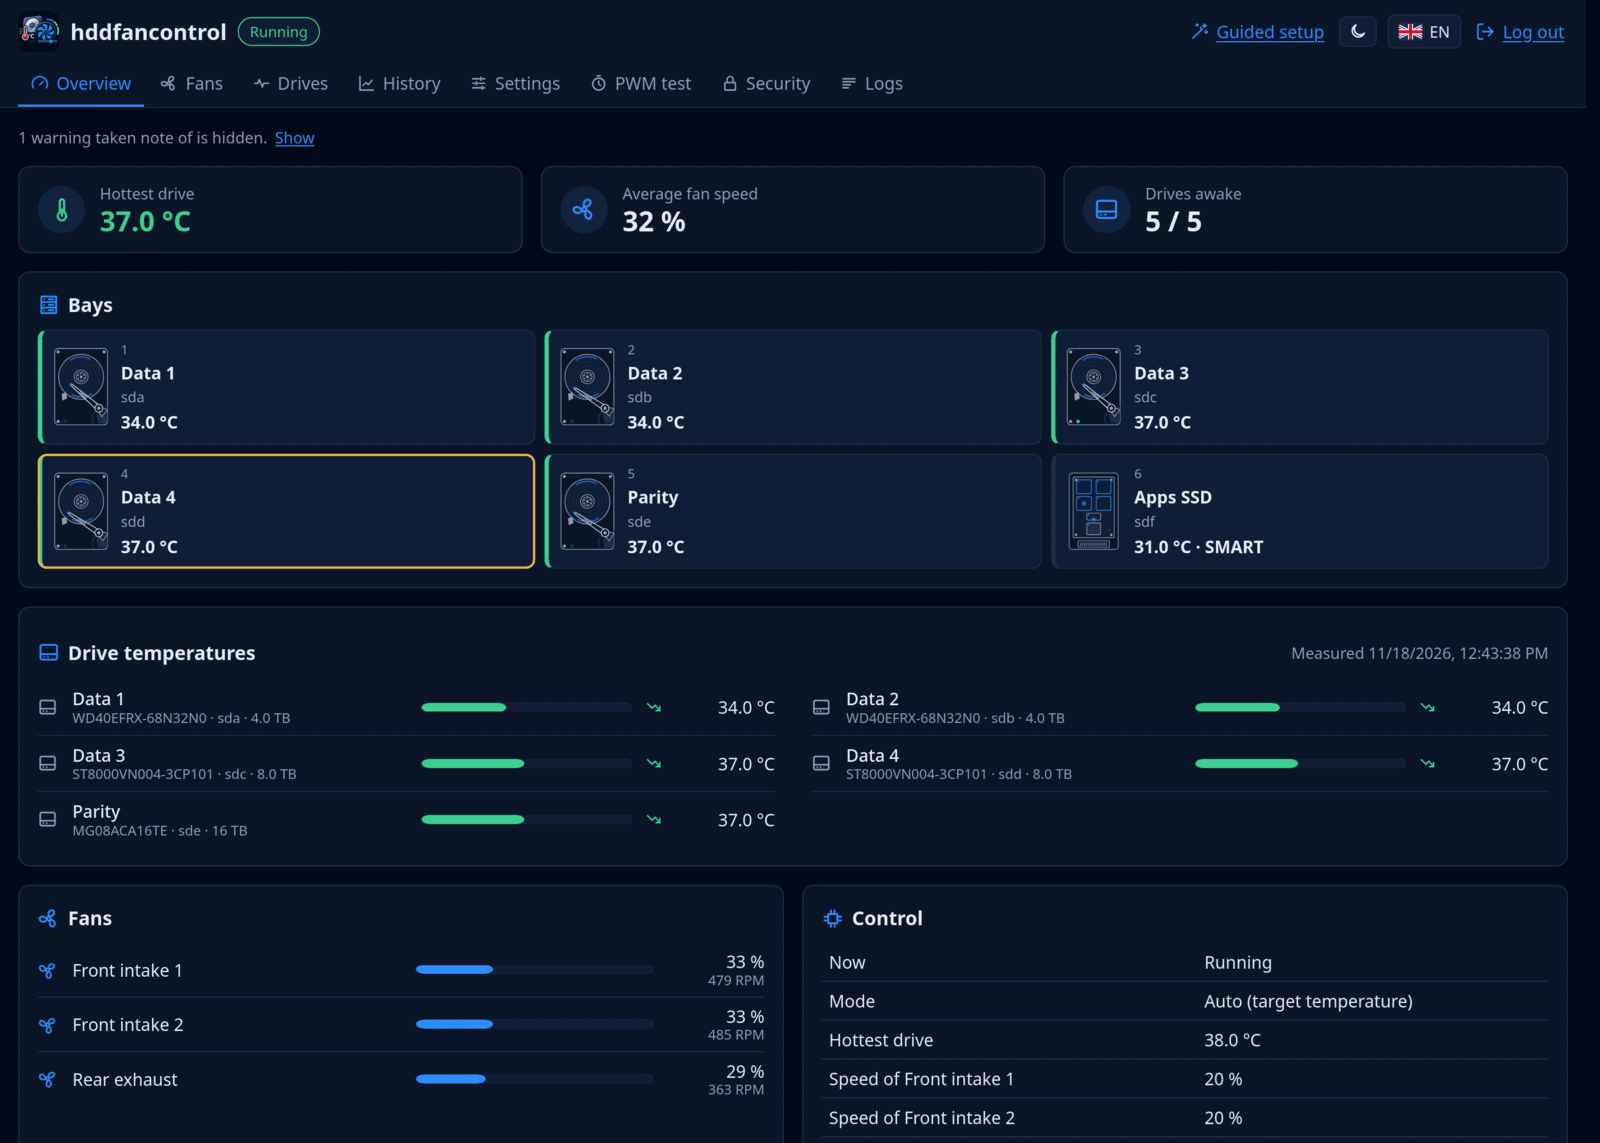 hddfancontrol
Running
Guided setup
EN
Log out
Overview
Fans
Drives
History
Settings
PWM test
Security
Logs
1 warning taken note of is hidden. Show
Hottest drive
37.0 °C
Average fan speed
32 %
Drives awake
5 / 5
Bays
1
Data 1
sda
34.0 °C
2
Data 2
sdb
34.0 °C
3
Data 3
sdc
37.0 °C
4
Data 4
sdd
37.0 °C
5
Parity
sde
37.0 °C
6
Apps SSD
sdf
31.0 °C · SMART
Drive temperatures
Measured 11/18/2026, 12:43:38 PM
Data 1
WD40EFRX-68N32N0 · sda · 4.0 TB
34.0 °C
Data 2
WD40EFRX-68N32N0 · sdb · 4.0 TB
34.0 °C
Data 3
ST8000VN004-3CP101 · sdc · 8.0 TB
37.0 °C
Data 4
ST8000VN004-3CP101 · sdd · 8.0 TB
37.0 °C
Parity
MG08ACA16TE · sde · 16 TB
37.0 °C
Fans
Front intake 1
33 %
479 RPM
Front intake 2
33 %
485 RPM
Rear exhaust
29 %
363 RPM
Control
Now
Running
Mode
Auto (target temperature)
Hottest drive
38.0 °C
Speed of Front intake 1
20 %
Speed of Front intake 2
20 %